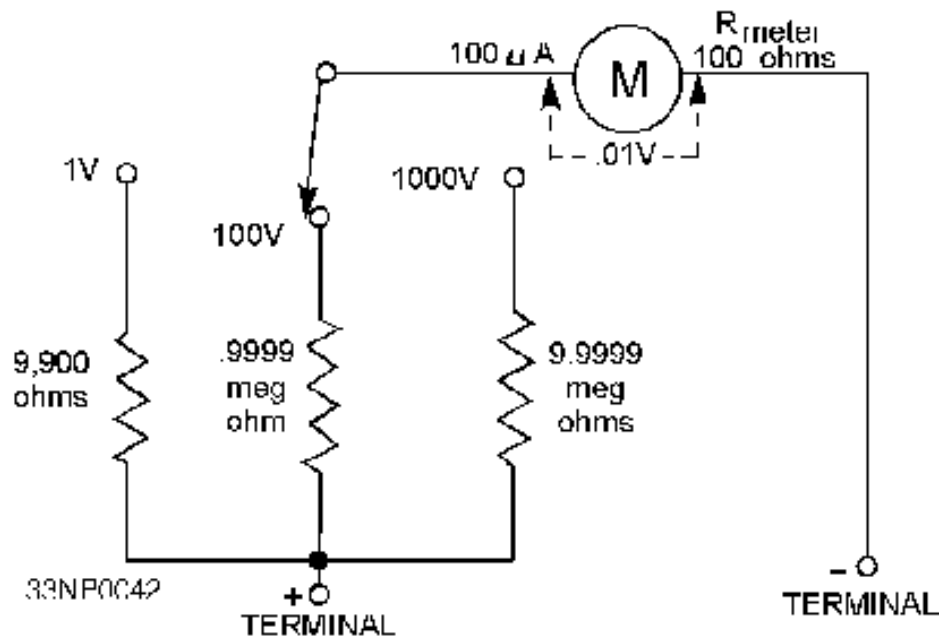 R meter
100 µ A
100 ohms
M
.01V
1V
1000V
100V
9,900
ohms
.9999
meg
ohm
9.9999
meg
ohms
33NP0042
+
TERMINAL
–
TERMINAL